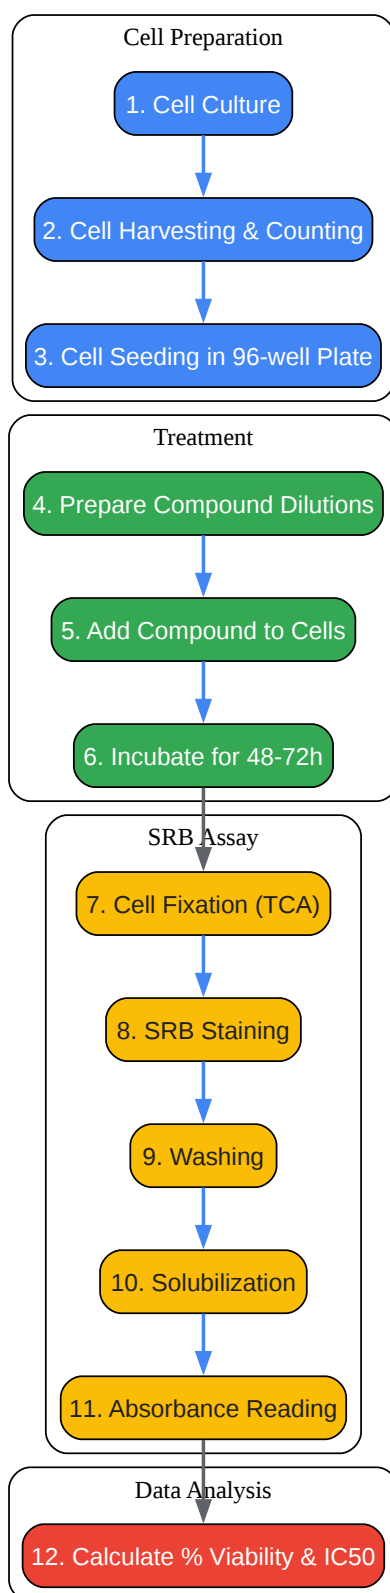 Cell Preparation
1. Cell Culture
2. Cell Harvesting & Counting
3. Cell Seeding in 96-well Plate
Treatment
4. Prepare Compound Dilutions
5. Add Compound to Cells
6. Incubate for 48-72h
SRB Assay
7. Cell Fixation (TCA)
8. SRB Staining
9. Washing
10. Solubilization
11. Absorbance Reading
Data Analysis
12. Calculate % Viability & IC50